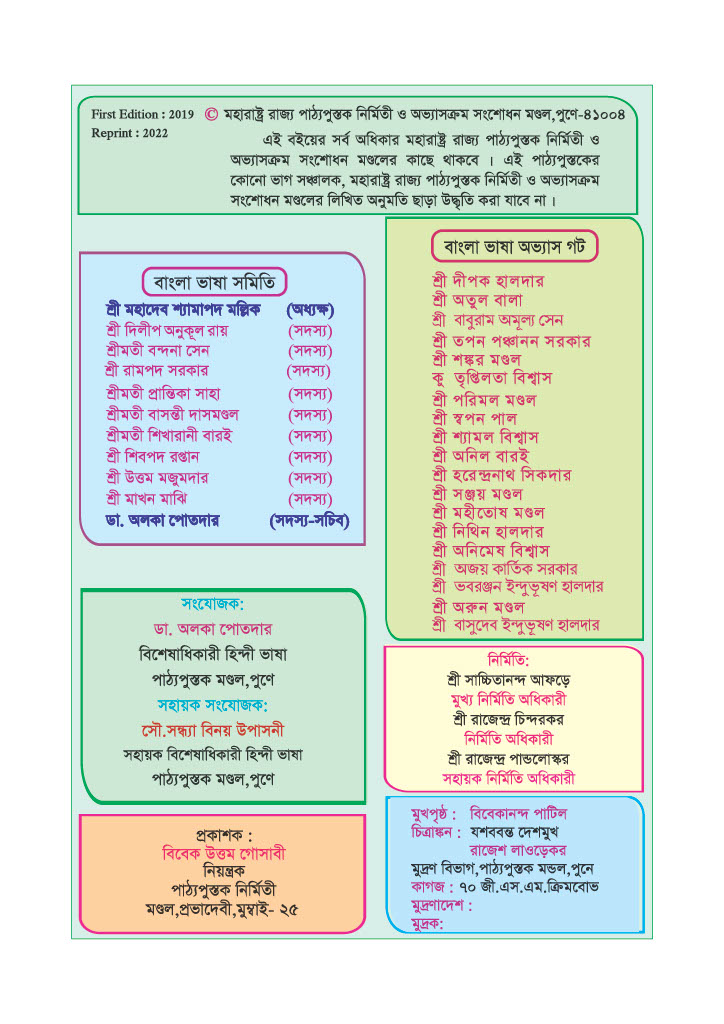 First Edition : 2019 © মহারাষ্ট্র রাজ্য পাঠ্যপুস্তক নির্মিতী ও অভ্যাসক্রম সংশোধন মণ্ডল,পুণে-৪১০০৪
Reprint : 2022
এই বইয়ের সর্ব অধিকার মহারাষ্ট্র রাজ্য পাঠ্যপুস্তক নির্মিতী ও
অভ্যাসক্রম সংশোধন মণ্ডলের কাছে থাকবে । এই পাঠ্যপুস্তকের
কোনো ভাগ সঞ্চালক, মহারাষ্ট্র রাজ্য পাঠ্যপুস্তক নির্মিতী ও অভ্যাসক্রম
সংশোধন মণ্ডলের লিখিত অনুমতি ছাড়া উদ্ধৃতি করা যাবে না ।
বাংলা ভাষা সমিতি
শ্রী মহাদেব শ্যামাপদ মল্লিক (অধ্যক্ষ)
শ্রী দিলীপ অনুকূল রায় (সদস্য)
শ্রীমতী বন্দনা সেন (সদস্য)
শ্রী রামপদ সরকার (সদস্য)
শ্রীমতী প্রান্তিকা সাহা (সদস্য)
শ্রীমতী বাসন্তী দাসমণ্ডল (সদস্য)
শ্রীমতী শিখারানী বারই (সদস্য)
শ্রী শিবপদ রপ্তান (সদস্য)
শ্রী উত্তম মজুমদার (সদস্য)
শ্রী মাখন মাঝি (সদস্য)
ডা. অলকা পোতদার (সদস্য-সচিব)
বাংলা ভাষা অভ্যাস গট
শ্রী দীপক হালদার
শ্রী অতুল বালা
শ্রী বাবুরাম অমূল্য সেন
শ্রী তপন পঞ্চানন সরকার
শ্রী শঙ্কর মণ্ডল
কু তৃপ্তিলতা বিশ্বাস
শ্রী পরিমল মণ্ডল
শ্রী স্বপন পাল
শ্রী শ্যামল বিশ্বাস
শ্রী অনিল বারই
শ্রী হরেন্দ্রনাথ সিকদার
শ্রী সঞ্জয় মণ্ডল
শ্রী মহীতোষ মণ্ডল
শ্রী নিথিন হালদার
শ্রী অনিমেষ বিশ্বাস
শ্রী অজয় কার্তিক সরকার
শ্রী ভবরঞ্জন ইন্দুভূষণ হালদার
শ্রী অরুন মণ্ডল
শ্রী বাসুদেব ইন্দুভূষণ হালদার
সংযোজক:
ডা. অলকা পোতদার
বিশেষাধিকারী হিন্দী ভাষা
পাঠ্যপুস্তক মণ্ডল,পুণে
সহায়ক সংযোজক:
সৌ.সন্ধ্যা বিনয় উপাসনী
সহায়ক বিশেষাধিকারী হিন্দী ভাষা
পাঠ্যপুস্তক মণ্ডল,পুণে
নির্মিতি:
শ্রী সাচ্চিতানন্দ আফড়ে
মুখ্য নির্মিতি অধিকারী
শ্রী রাজেন্দ্র চিন্দরকর
নির্মিতি অধিকারী
শ্রী রাজেন্দ্র পান্ডলোস্কর
সহায়ক নির্মিতি অধিকারী
প্রকাশক :
বিবেক উত্তম গোসাবী
নিয়ন্ত্রক
পাঠ্যপুস্তক নির্মিতী
মণ্ডল,প্রভাদেবী,মুম্বাই- ২৫
মুখপৃষ্ঠ : বিবেকানন্দ পাটিল
চিত্রাঙ্কন : যশববন্ত দেশমুখ
রাজেশ লাওড়েকর
মুদ্রণ বিভাগ,পাঠ্যপুস্তক মন্ডল,পুনে
কাগজ : ৭০ জী.এস.এম.ক্রিমবোভ
মুদ্রণাদেশ :
মুদ্রক: